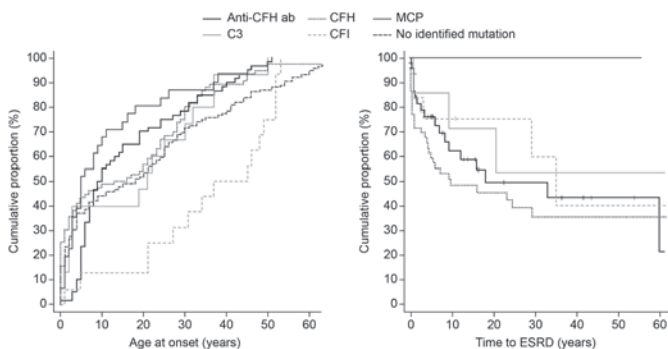 Anti-CFH ab CFH MCP
C3 CFI No identified mutation
Cumulative proportion (%)
100
90
80
70
60
50
40
30
20
10
0
0 10 20 30 40 50 60
Age at onset (years)
Cumulative proportion (%)
100
90
80
70
60
50
40
30
20
10
0
0 10 20 30 40 50 60
Time to ESRD (years)